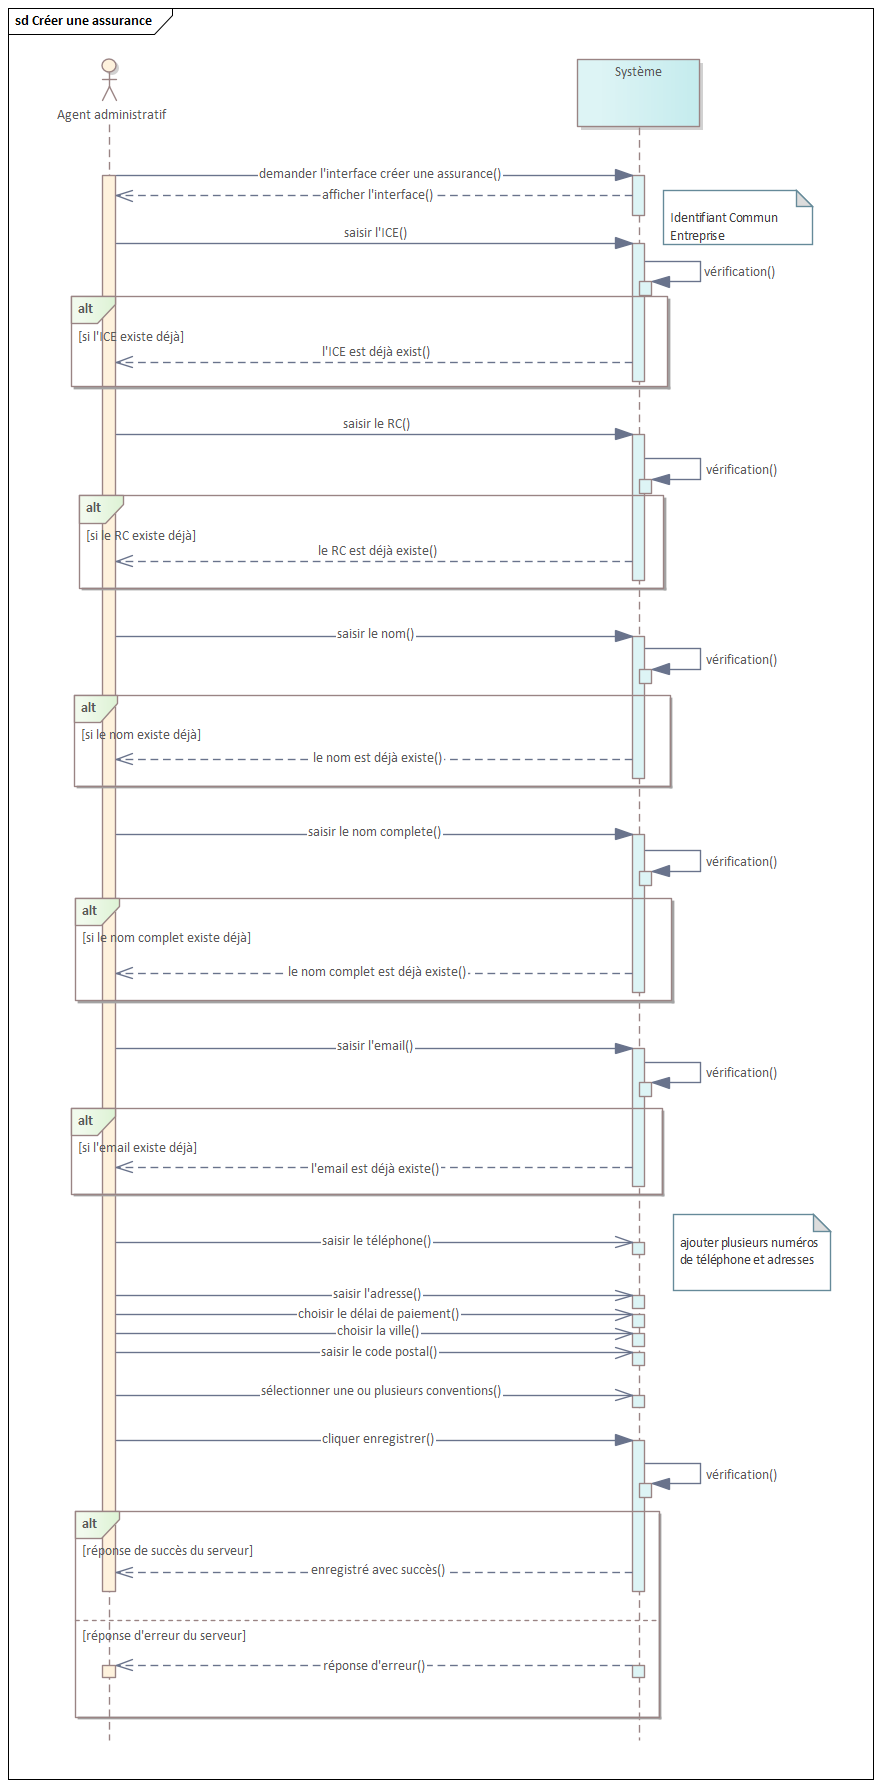 sd Créer une assurance
Système
Agent administratif
demander l'interface créer une assurance()
afficher l'interface()
Identifiant Commun
Entreprise
saisir l'ICE()
vérification()
alt
[si l'ICE existe déjà]
l'ICE est déjà exist()
saisir le RC()
vérification()
alt
[si le RC existe déjà]
le RC est déjà existe()
saisir le nom()
vérification()
alt
[si le nom existe déjà]
le nom est déjà existe()
saisir le nom complete()
vérification()
alt
[si le nom complet existe déjà]
le nom complet est déjà existe()
saisir l'email()
vérification()
alt
[si l'email existe déjà]
l'email est déjà existe()
saisir le téléphone()
ajouter plusieurs numéros
de téléphone et adresses
saisir l'adresse()
choisir le délai de paiement()
choisir la ville()
saisir le code postal()
sélectionner une ou plusieurs conventions()
cliquer enregistrer()
vérification()
alt
[réponse de succès du serveur]
enregistré avec succès()
[réponse d'erreur du serveur]
réponse d'erreur()